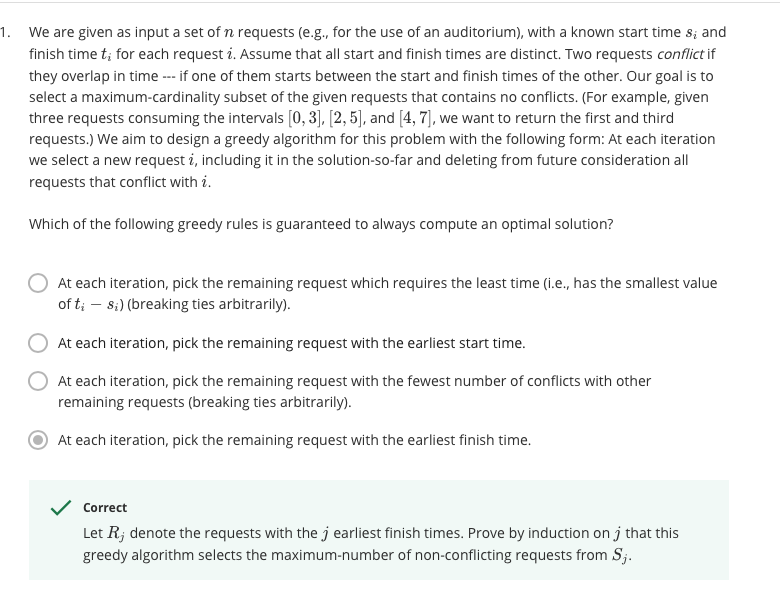 1. We are given as input a set of n requests (e.g., for the use of an auditorium), with a known start time sᵢ and
finish time tᵢ for each request i. Assume that all start and finish times are distinct. Two requests conflict if
they overlap in time --- if one of them starts between the start and finish times of the other. Our goal is to
select a maximum-cardinality subset of the given requests that contains no conflicts. (For example, given
three requests consuming the intervals [0, 3], [2, 5], and [4, 7], we want to return the first and third
requests.) We aim to design a greedy algorithm for this problem with the following form: At each iteration
we select a new request i, including it in the solution-so-far and deleting from future consideration all
requests that conflict with i.
Which of the following greedy rules is guaranteed to always compute an optimal solution?
At each iteration, pick the remaining request which requires the least time (i.e., has the smallest value
of tᵢ − sᵢ) (breaking ties arbitrarily).
At each iteration, pick the remaining request with the earliest start time.
At each iteration, pick the remaining request with the fewest number of conflicts with other
remaining requests (breaking ties arbitrarily).
At each iteration, pick the remaining request with the earliest finish time.
Correct
Let Rⱼ denote the requests with the j earliest finish times. Prove by induction on j that this
greedy algorithm selects the maximum-number of non-conflicting requests from Sⱼ.